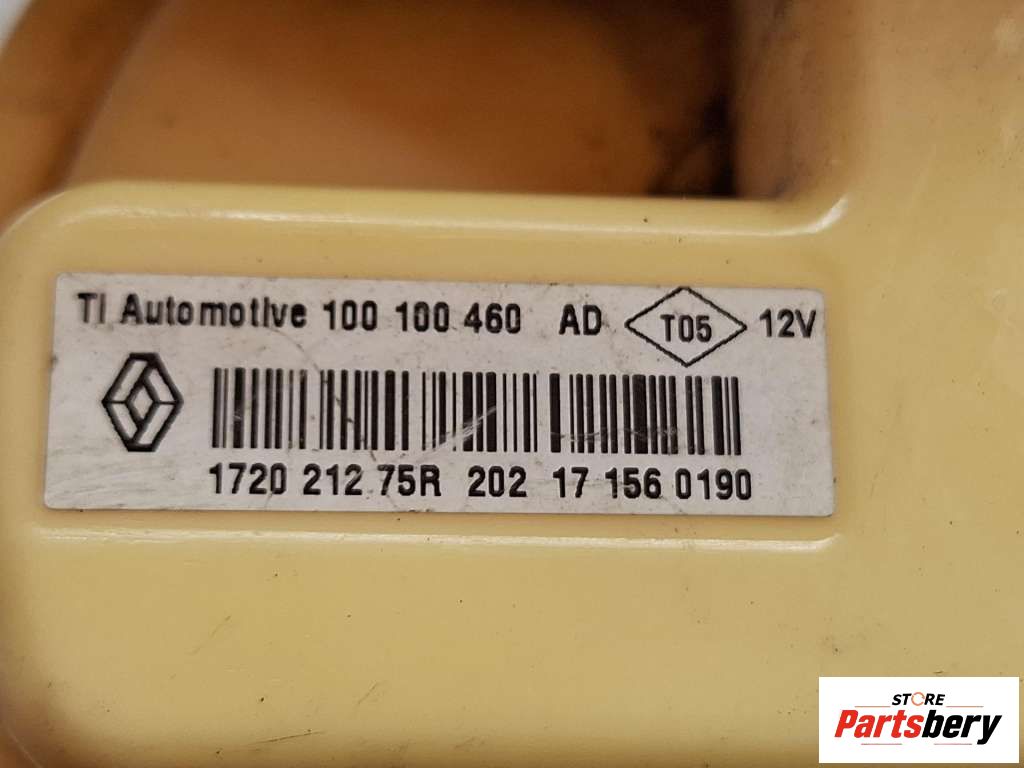 TI Automotive 100 100 460 AD T05 12V
1720 212 75R 202 17 156 0190
STORE
Partsbery